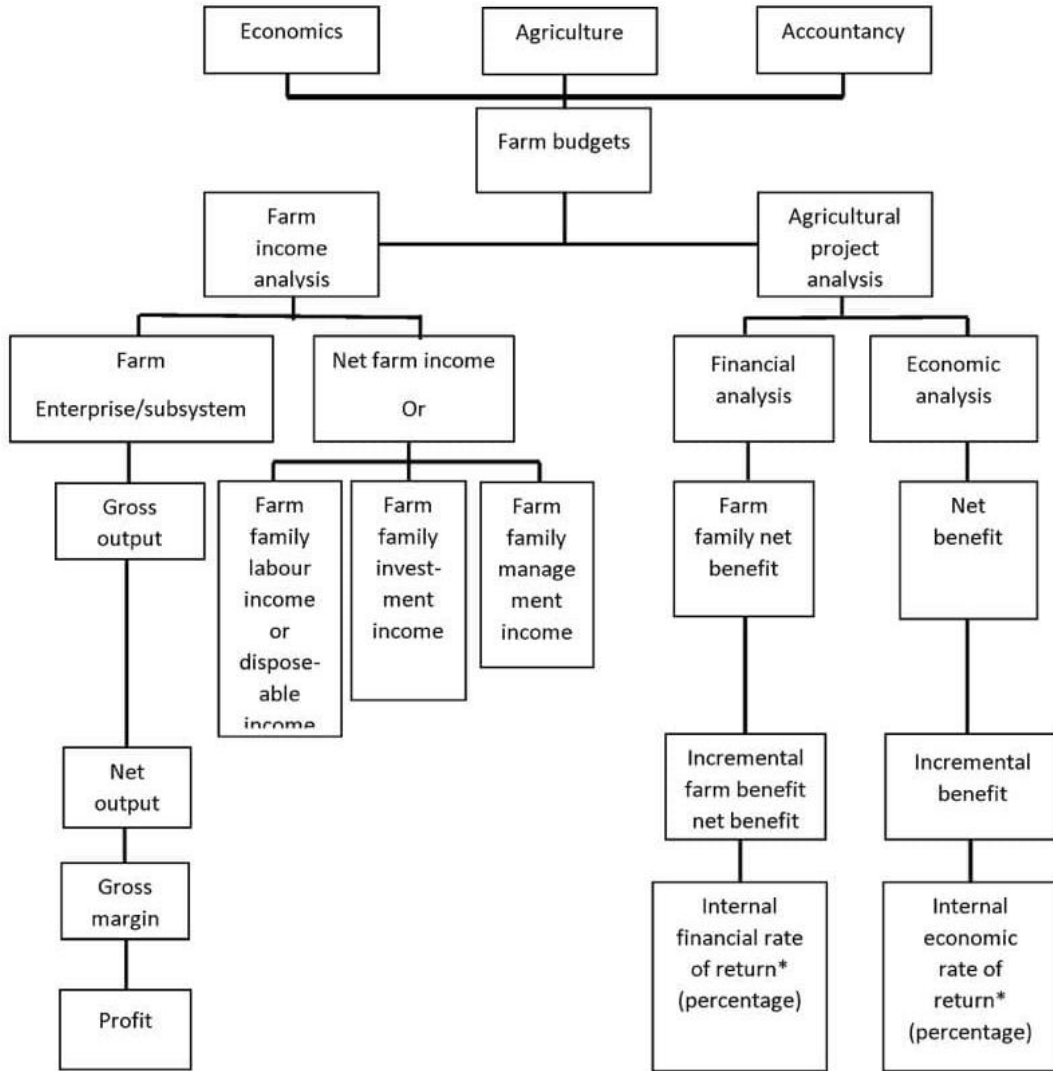 Economics
Agriculture
Accountancy
Farm budgets
Farm
income
analysis
Agricultural
project
analysis
Farm
Enterprise/subsystem
Net farm income
Or
Financial
analysis
Economic
analysis
Gross
output
Farm
family
labour
income
or
dispose-
able
income
Farm
family
invest-
ment
income
Farm
family
manage
ment
income
Farm
family net
benefit
Net
benefit
Net
output
Incremental
farm benefit
net benefit
Incremental
benefit
Gross
margin
Internal
financial rate
of return*
(percentage)
Internal
economic
rate of
return*
(percentage)
Profit